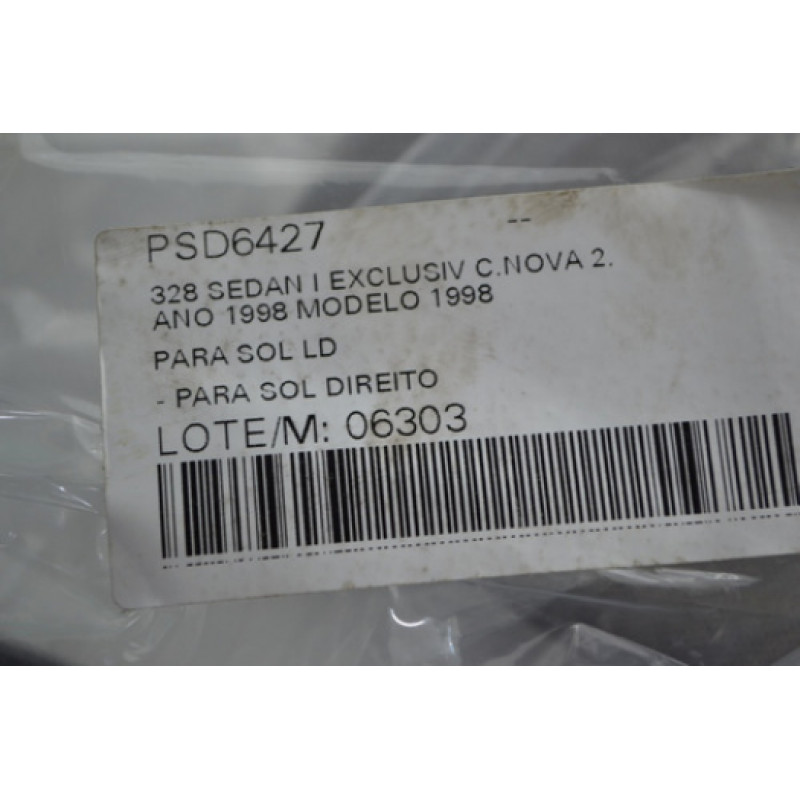 PSD6427 --
328 SEDAN I EXCLUSIV C.NOVA 2.
ANO 1998 MODELO 1998
PARA SOL LD
- PARA SOL DIREITO
LOTE/M: 06303